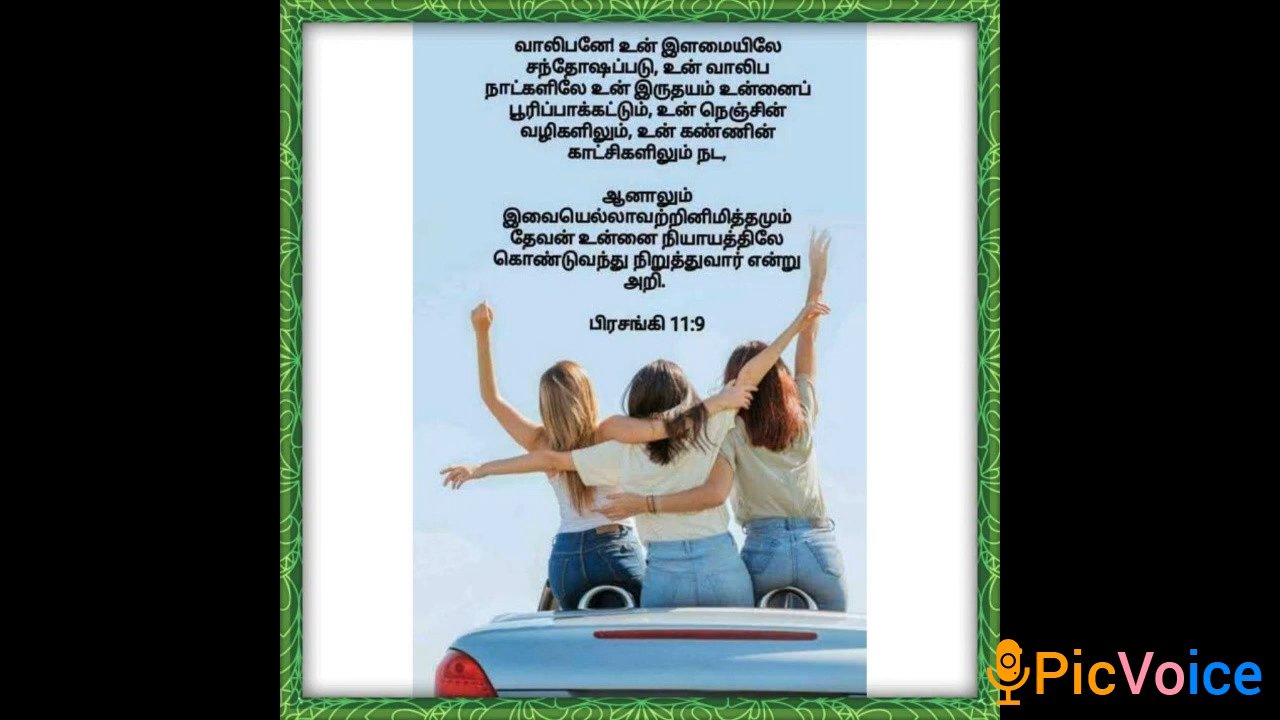 வாலிபனே! உன் இளமையிலே
சந்தோஷப்படு, உன் வாலிப
நாட்களிலே உன் இருதயம் உன்னைப்
பூரிப்பாக்கட்டும், உன் நெஞ்சின்
வழிகளிலும், உன் கண்ணின்
காட்சிகளிலும் நட,
ஆனாலும்
இவையெல்லாவற்றினிமித்தமும்
தேவன் உன்னை நியாயத்திலே
கொண்டுவந்து நிறுத்துவார் என்று
அறி.
பிரசங்கி 11:9
PicVoice